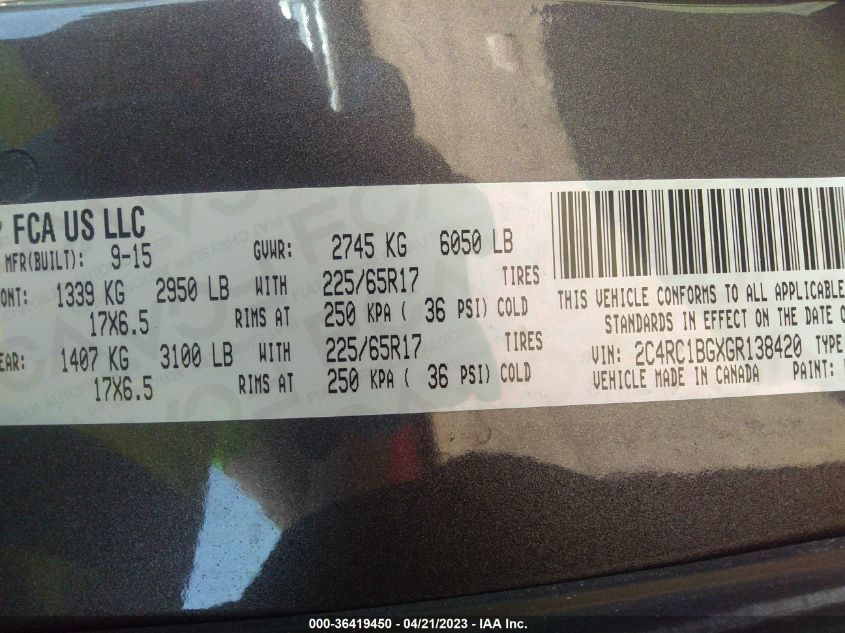 FCA US LLC
MFR(BUILT): 9-15 GVWR: 2745 KG 6050 LB
1339 KG 2950 LB WITH 225/65R17 TIRES
17X6.5 RIMS AT 250 KPA ( 36 PSI) COLD
1407 KG 3100 LB WITH 225/65R17 TIRES
17X6.5 RIMS AT 250 KPA ( 36 PSI) COLD
THIS VEHICLE CONFORMS TO ALL APPLICABLE
STANDARDS IN EFFECT ON THE DATE O
VIN: 2C4RC1BGXGR138420 TYPE
VEHICLE MADE IN CANADA PAINT:
000-36419450 - 04/21/2023 - IAA Inc.